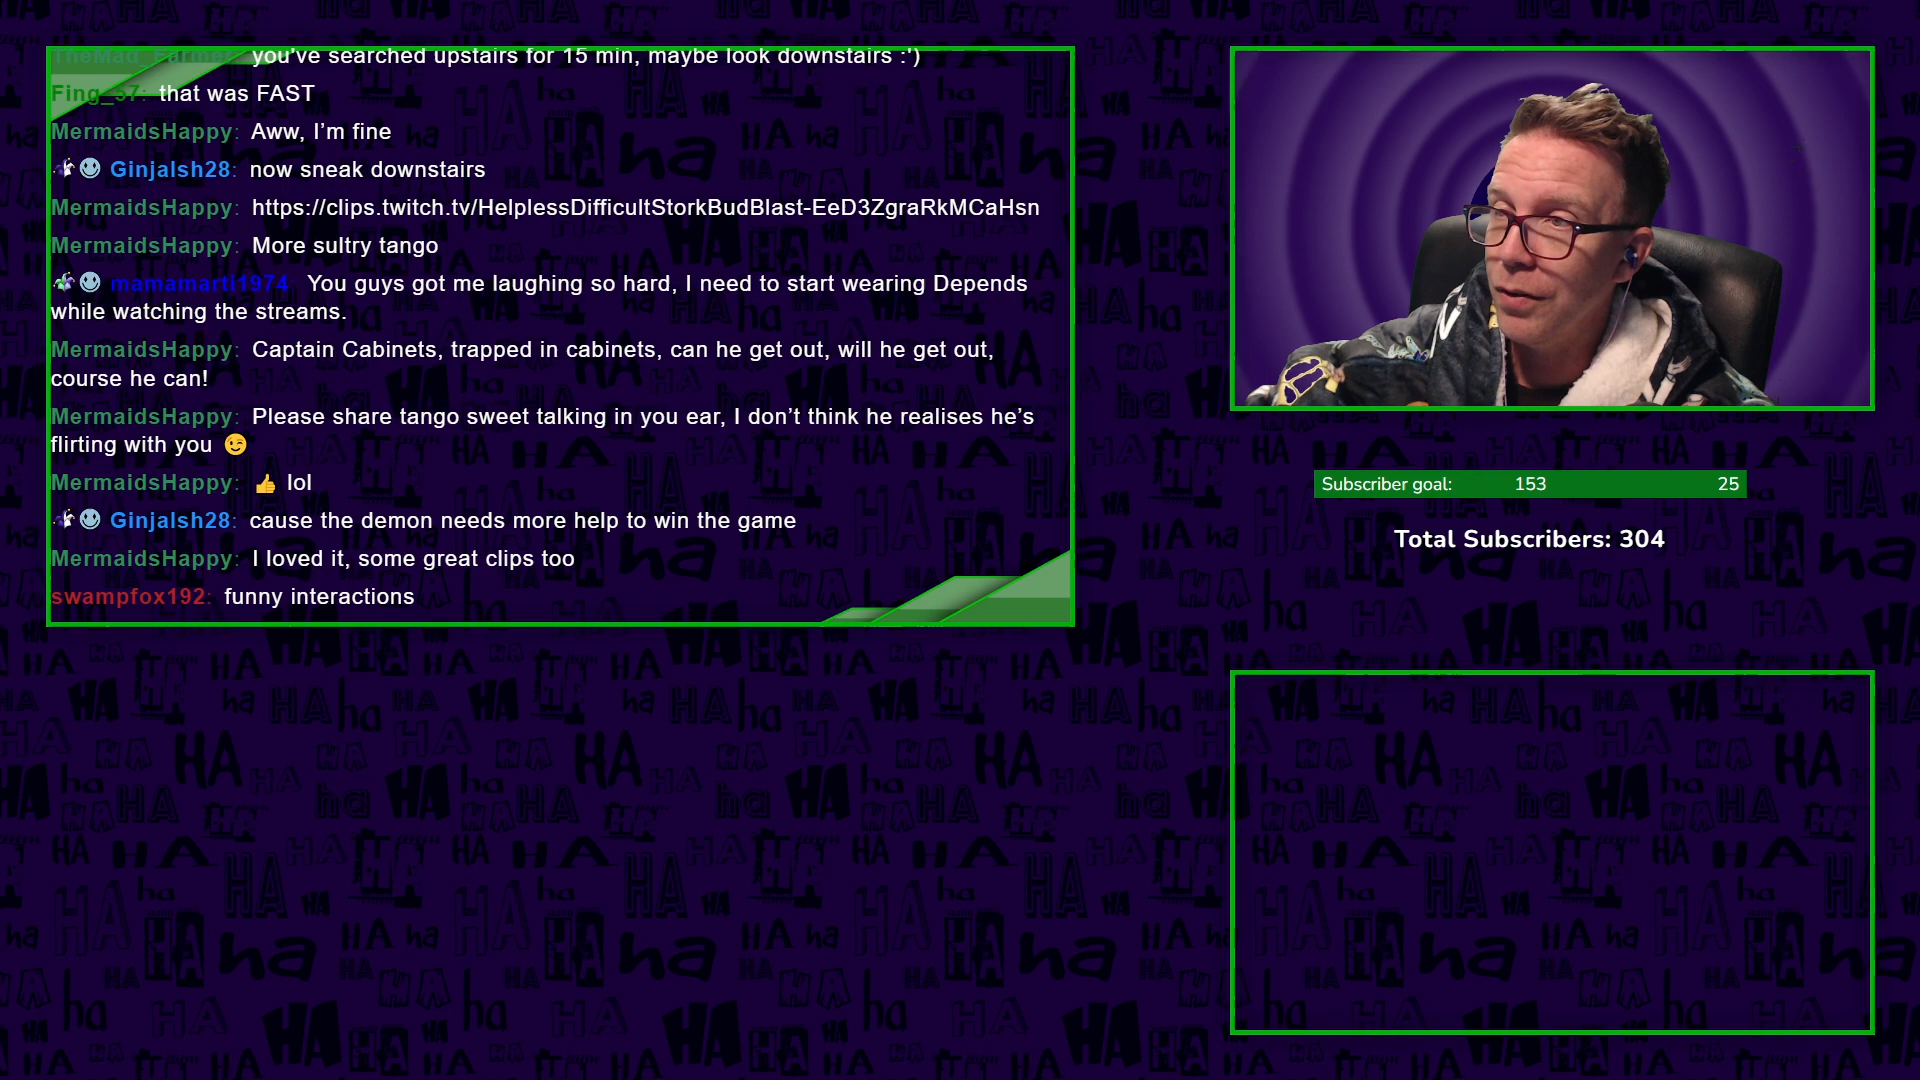 TheMad_Farmer: you've searched upstairs for 15 min, maybe look downstairs :')
Fing_57: that was FAST
MermaidsHappy: Aww, I’m fine
Ginjalsh28: now sneak downstairs
MermaidsHappy: https://clips.twitch.tv/HelplessDifficultStorkBudBlast-EeD3ZgraRkMCaHsn
MermaidsHappy: More sultry tango
mamamarti1974: You guys got me laughing so hard, I need to start wearing Depends
while watching the streams.
MermaidsHappy: Captain Cabinets, trapped in cabinets, can he get out, will he get out,
course he can!
MermaidsHappy: Please share tango sweet talking in you ear, I don’t think he realises he’s
flirting with you 😉
MermaidsHappy: 👍 lol
Ginjalsh28: cause the demon needs more help to win the game
MermaidsHappy: I loved it, some great clips too
swampfox192: funny interactions
Subscriber goal: 153 25
Total Subscribers: 304